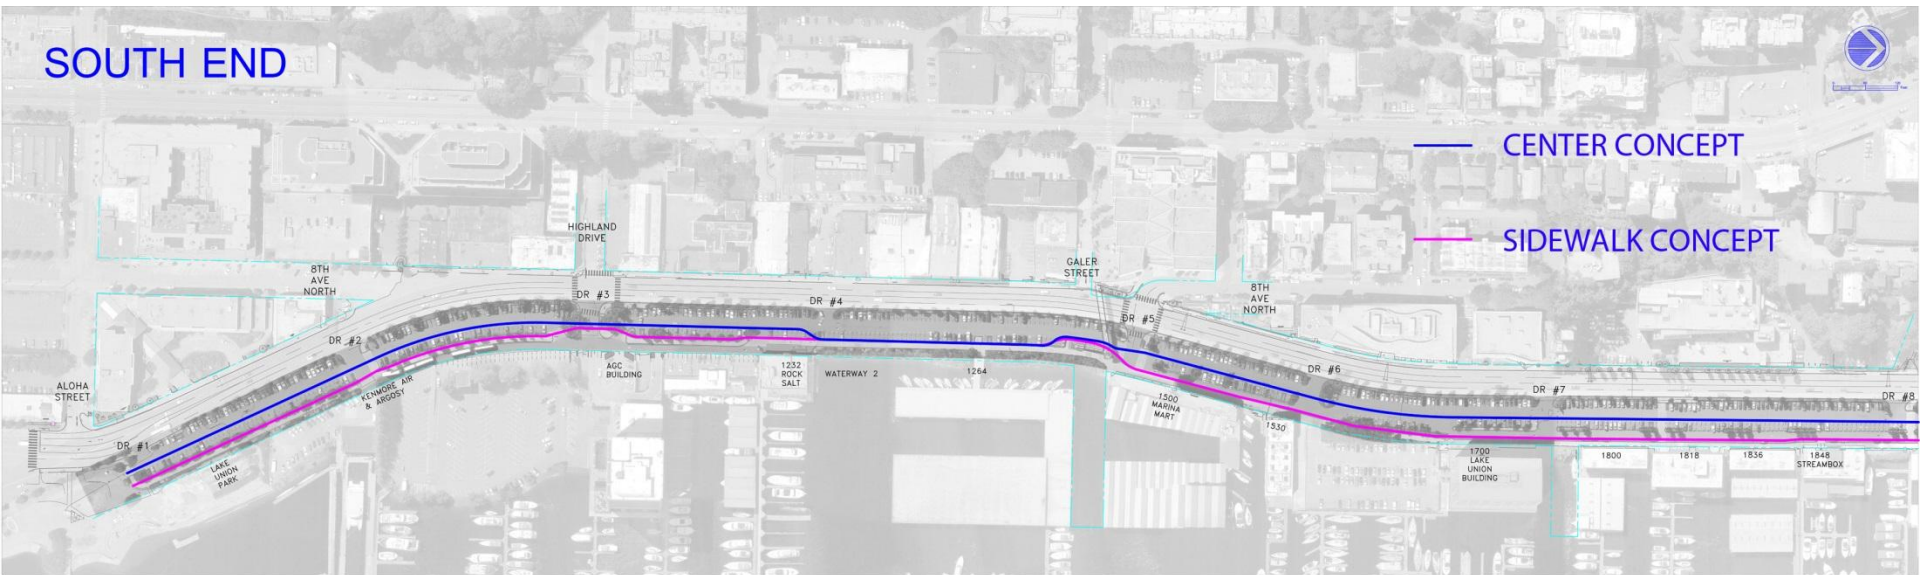 SOUTH END
CENTER CONCEPT
SIDEWALK CONCEPT
HIGHLAND
DRIVE
8TH
AVE
NORTH
GALER
STREET
8TH
AVE
NORTH
DR #3
DR #4
DR #5
DR #2
DR #6
DR #7
DR #8
ALOHA
STREET
DR #1
LAKE
UNION
PARK
KENMORE AIR
& ARGOSY
AGC
BUILDING
1232
ROCK
SALT
WATERWAY 2
1264
1500
MARINA
MART
1530
1700
LAKE
UNION
BUILDING
1800
1818
1836
1848
STREAMBOX